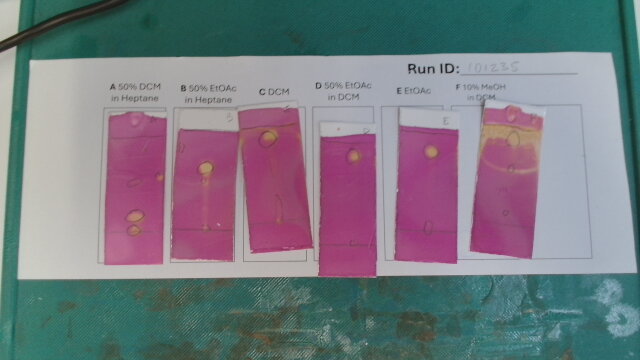 Run ID: 101235
A 50% DCM
in Heptane
B 50% EtOAc
in Heptane
C DCM
D 50% EtOAc
in DCM
E EtOAc
F 10% MeOH
in DCM
B
E